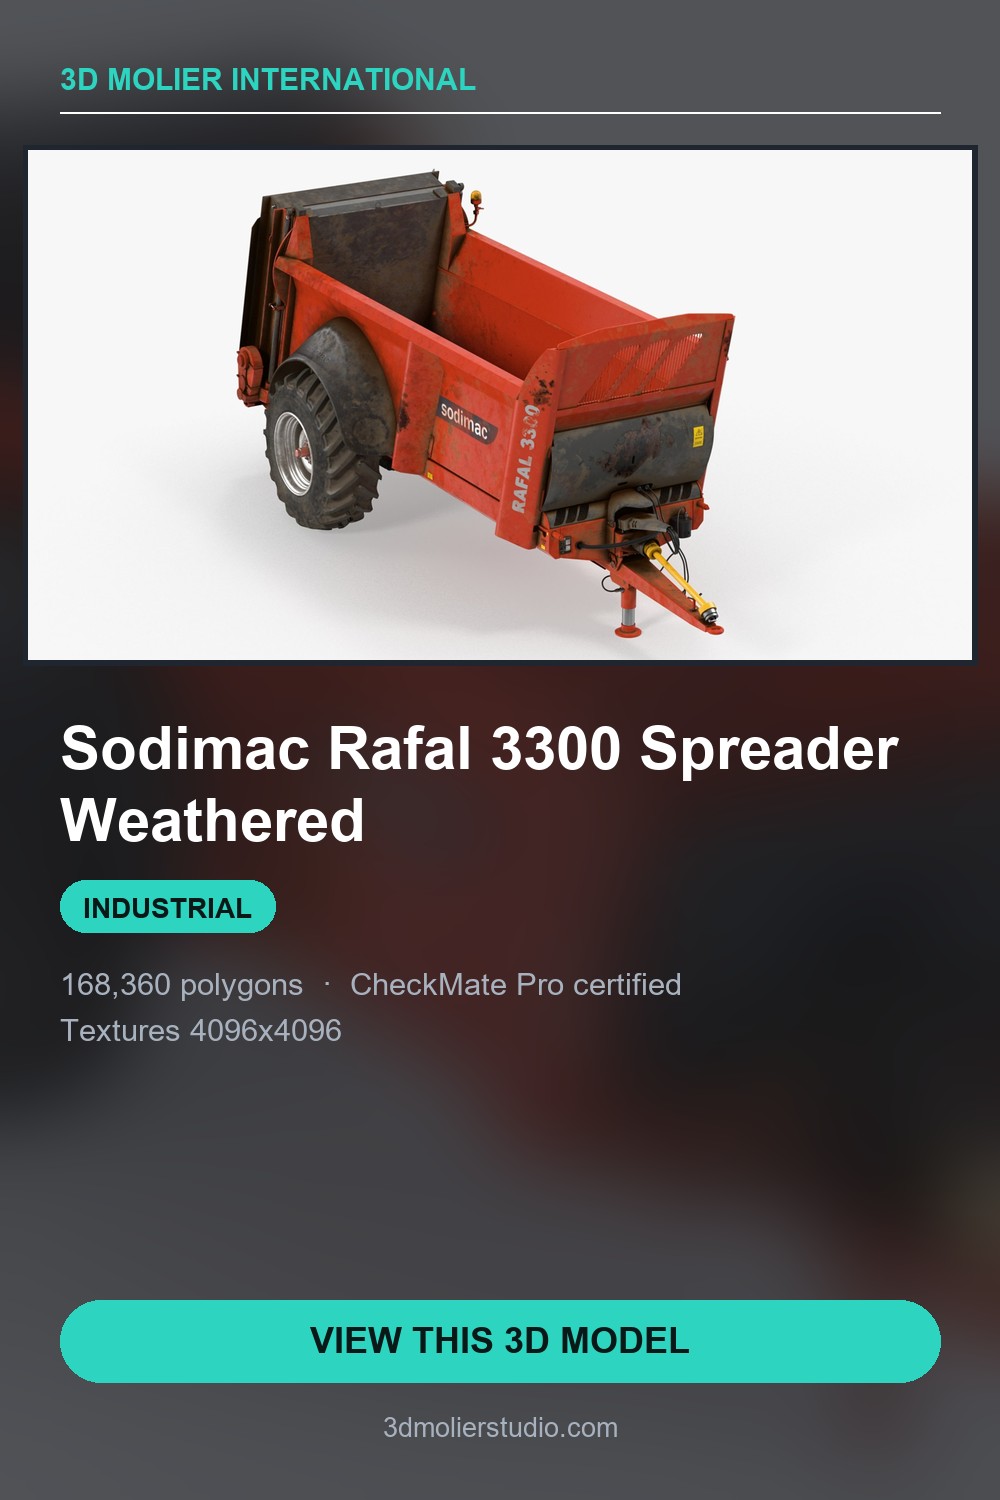 3D MOLIER INTERNATIONAL
sodimac
RAFAL 3300
Sodimac Rafal 3300 Spreader
Weathered
INDUSTRIAL
168,360 polygons · CheckMate Pro certified
Textures 4096x4096
VIEW THIS 3D MODEL
3dmolierstudio.com